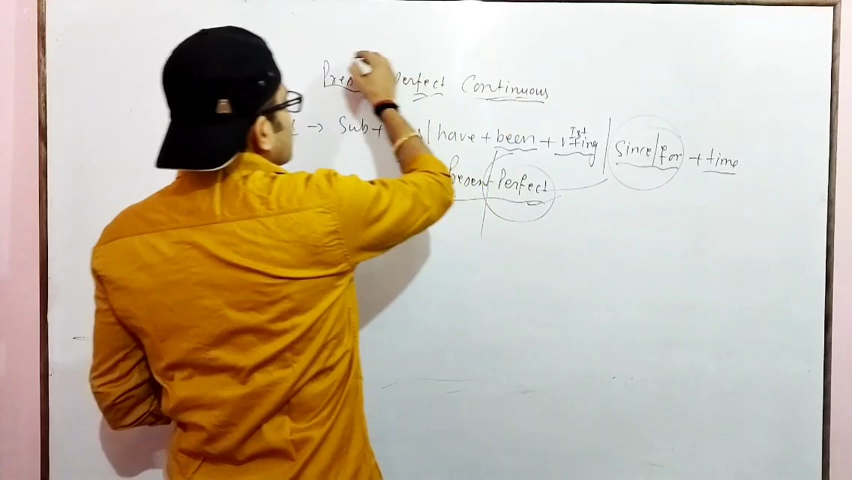 Perfect Continuous
→ Sub + | have + been + Ist + ing | Since/for + time
Present Perfect